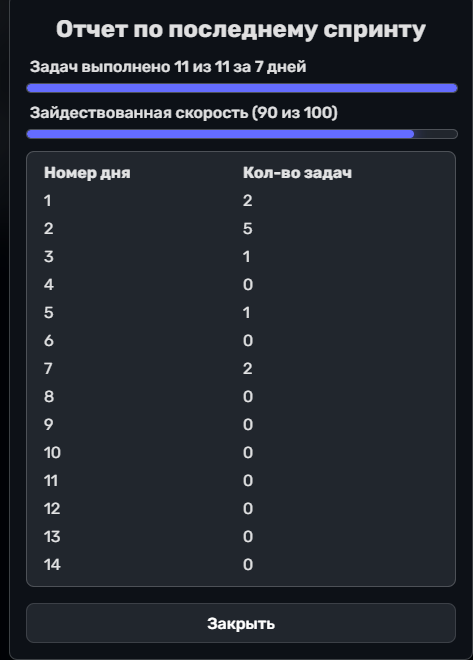 Отчет по последнему спринту
Задач выполнено 11 из 11 за 7 дней
Зайдествованная скорость (90 из 100)
Номер дня Кол-во задач
1 2
2 5
3 1
4 0
5 1
6 0
7 2
8 0
9 0
10 0
11 0
12 0
13 0
14 0
Закрыть